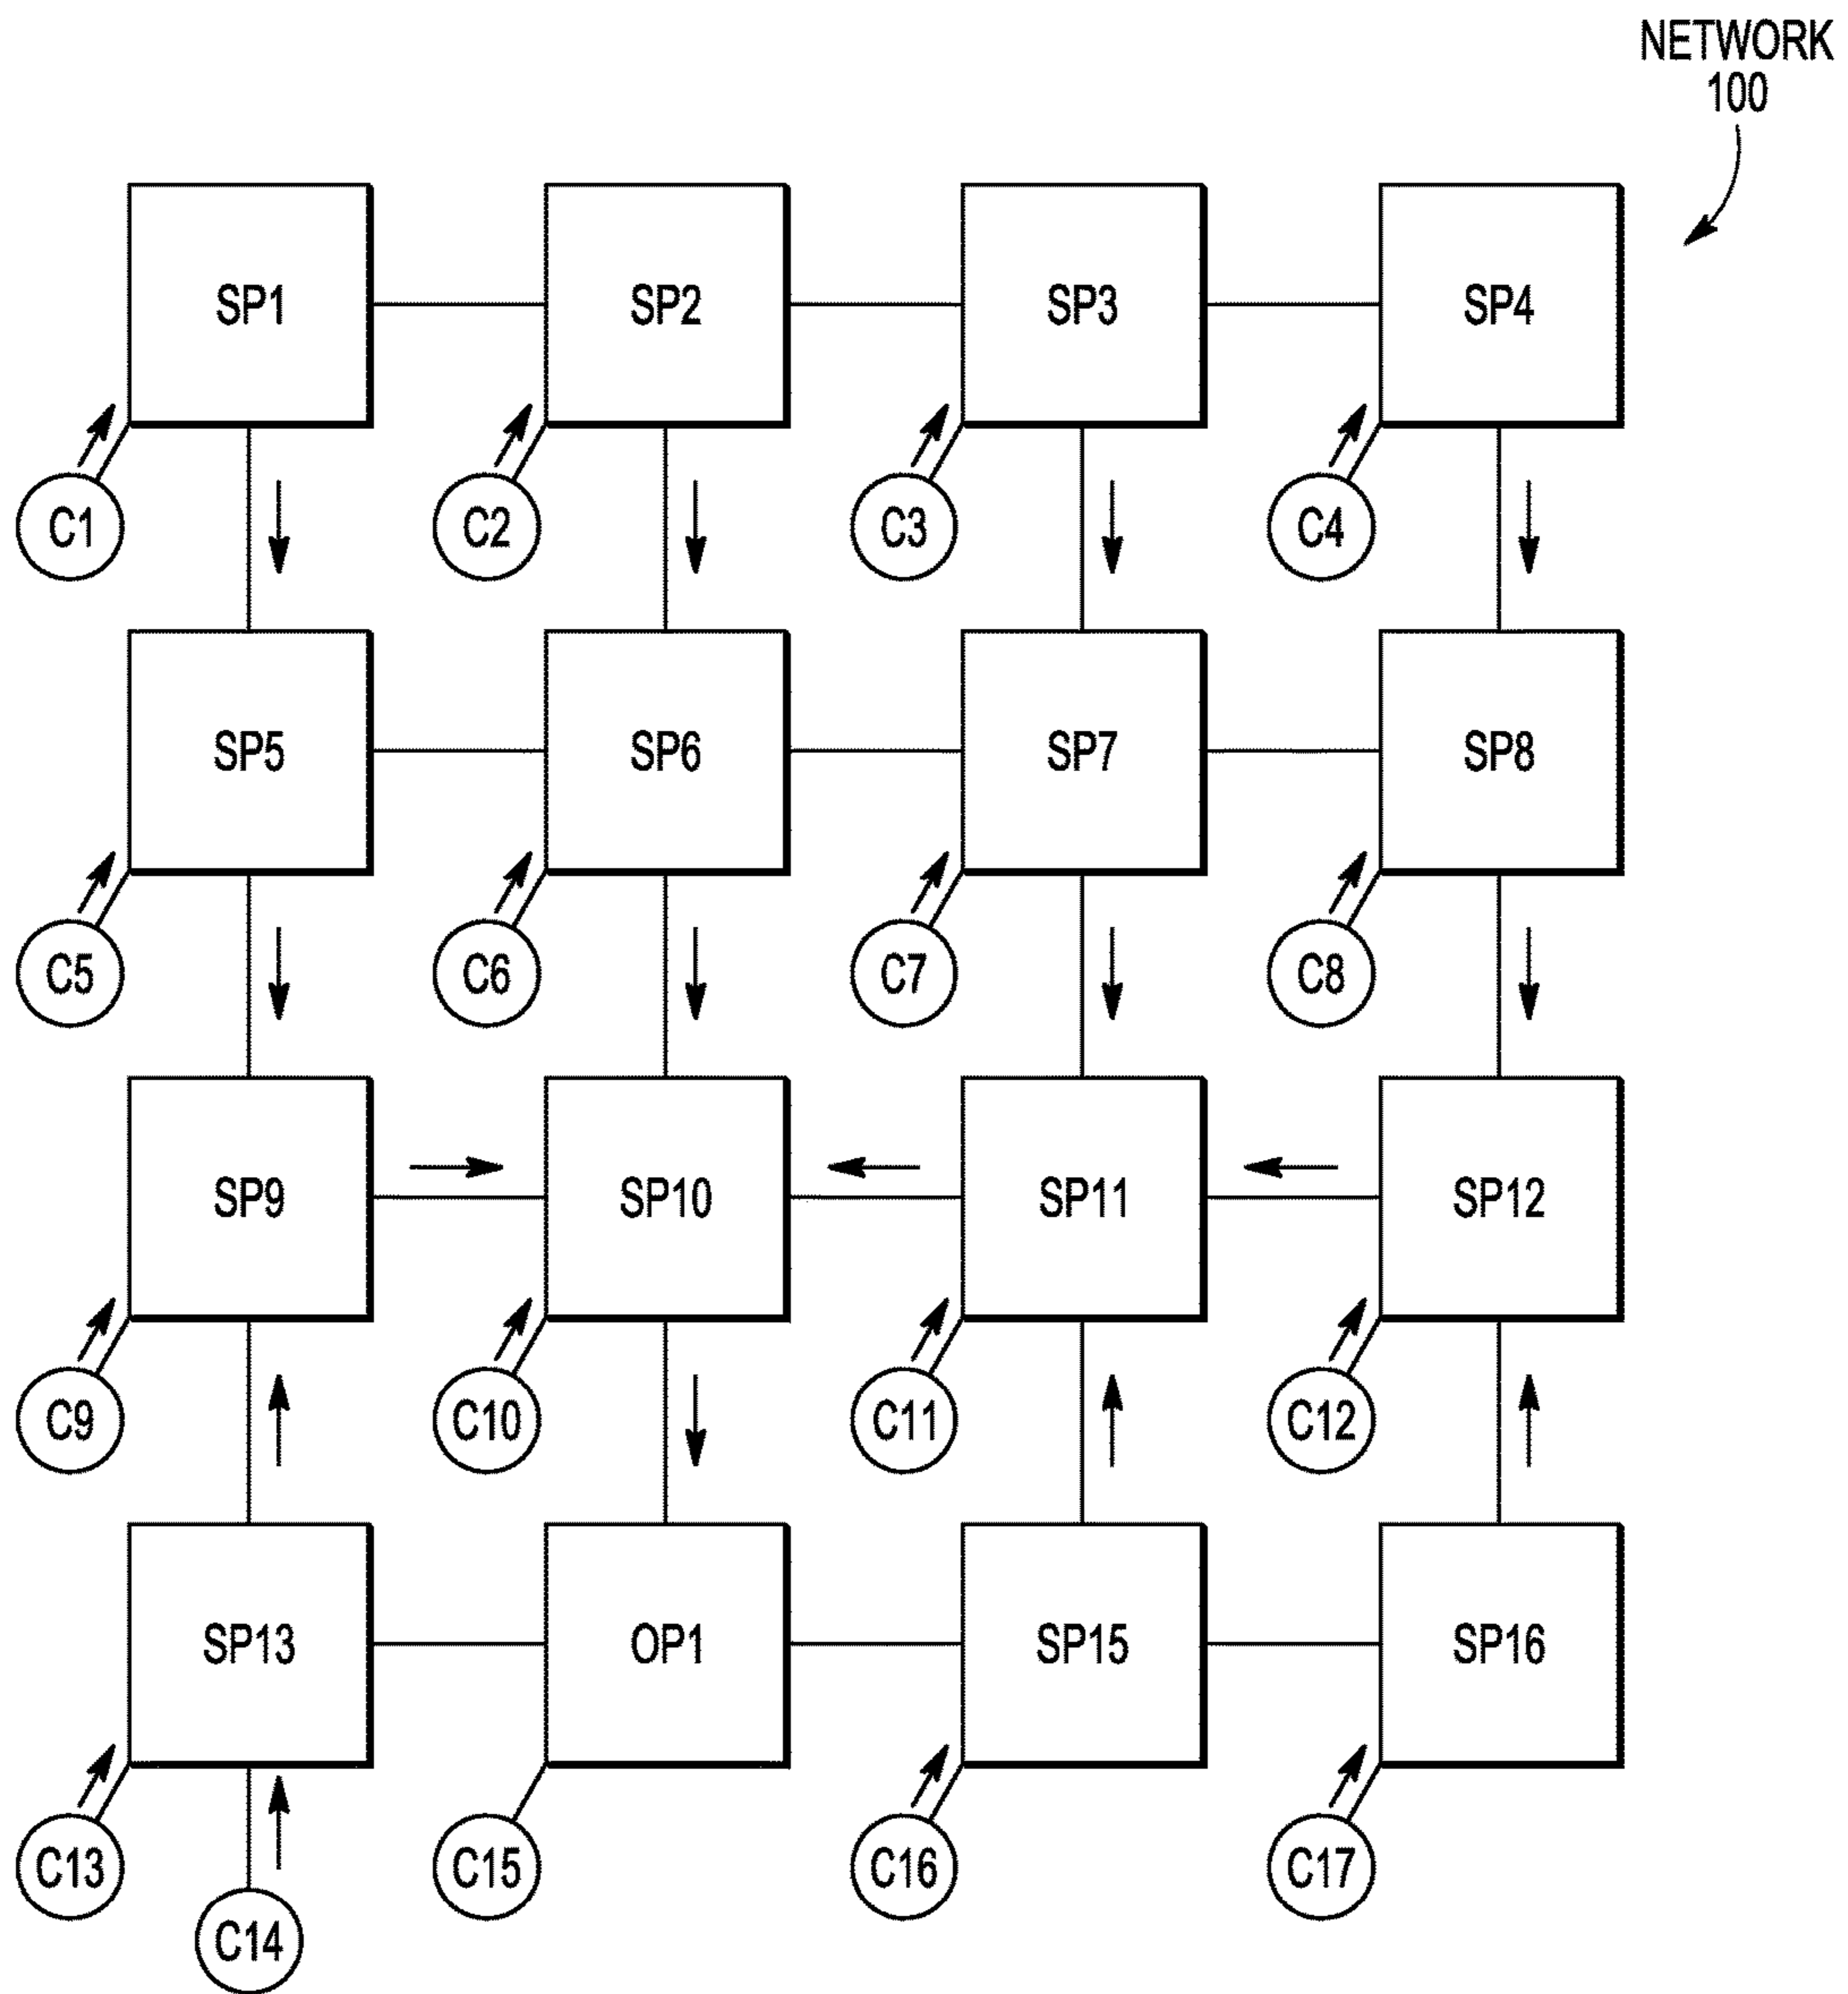 NETWORK
100
SP1
SP2
SP3
SP4
C1
C2
C3
C4
SP5
SP6
SP7
SP8
C5
C6
C7
C8
SP9
SP10
SP11
SP12
C9
C10
C11
C12
SP13
OP1
SP15
SP16
C13
C15
C16
C17
C14